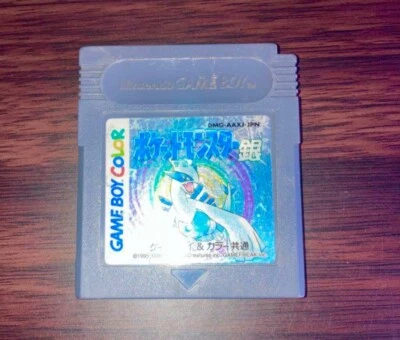 Nintendo GAME BOY
DMG-AAXJ-JPN
ポケットモンスター銀
GAME BOY COLOR
& カラー共通